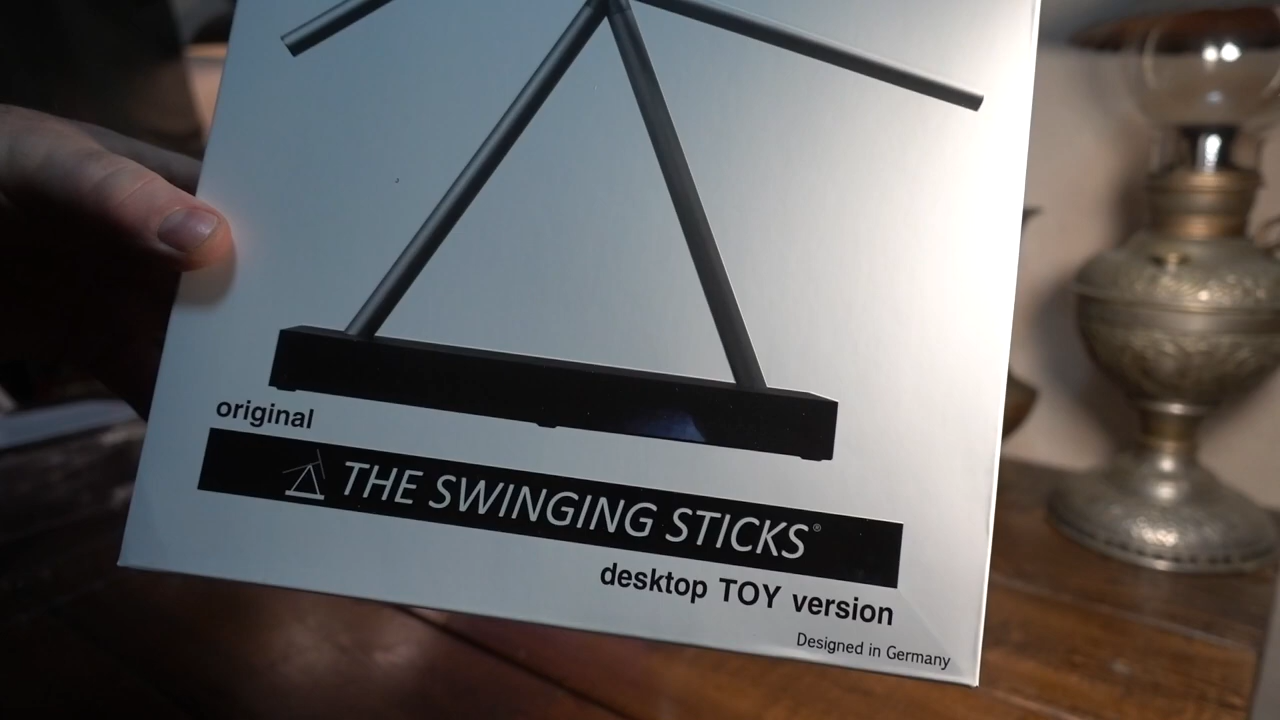 original
THE SWINGING STICKS®
desktop TOY version
Designed in Germany